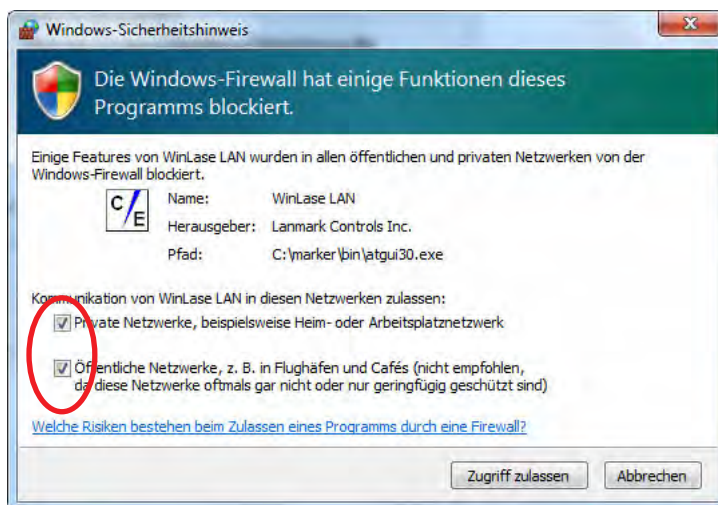 Windows-Sicherheitshinweis
Die Windows-Firewall hat einige Funktionen dieses
Programms blockiert.
Einige Features von WinLase LAN wurden in allen öffentlichen und privaten Netzwerken von der
Windows-Firewall blockiert.
C/E
Name: WinLase LAN
Herausgeber: Lanmark Controls Inc.
Pfad: C:\marker\bin\atgui30.exe
Kommunikation von WinLase LAN in diesen Netzwerken zulassen:
Private Netzwerke, beispielsweise Heim- oder Arbeitsplatznetzwerk
Öffentliche Netzwerke, z. B. in Flughäfen und Cafés (nicht empfohlen,
da diese Netzwerke oftmals gar nicht oder nur geringfügig geschützt sind)
Welche Risiken bestehen beim Zulassen eines Programms durch eine Firewall?
Zugriff zulassen Abbrechen